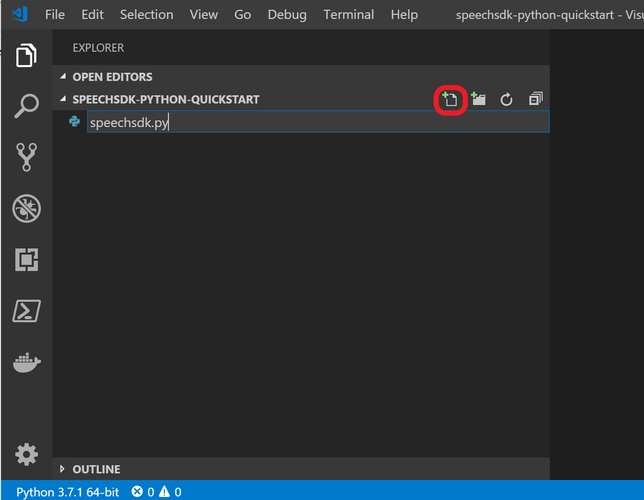 File Edit Selection View Go Debug Terminal Help speechsdk-python-quickstart - Visu
EXPLORER
OPEN EDITORS
SPEECHSDK-PYTHON-QUICKSTART
speechsdk.py
OUTLINE
Python 3.7.1 64-bit 0 0